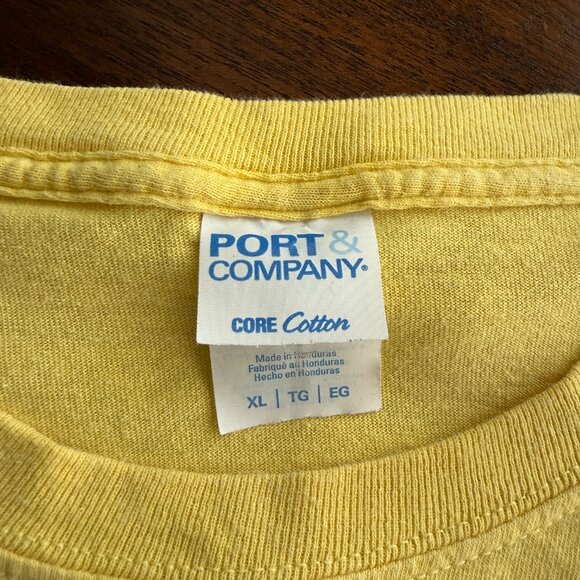 PORT &
COMPANY®
CORE Cotton
Made in Honduras
Fabriqué au Honduras
Hecho en Honduras
XL | TG | EG